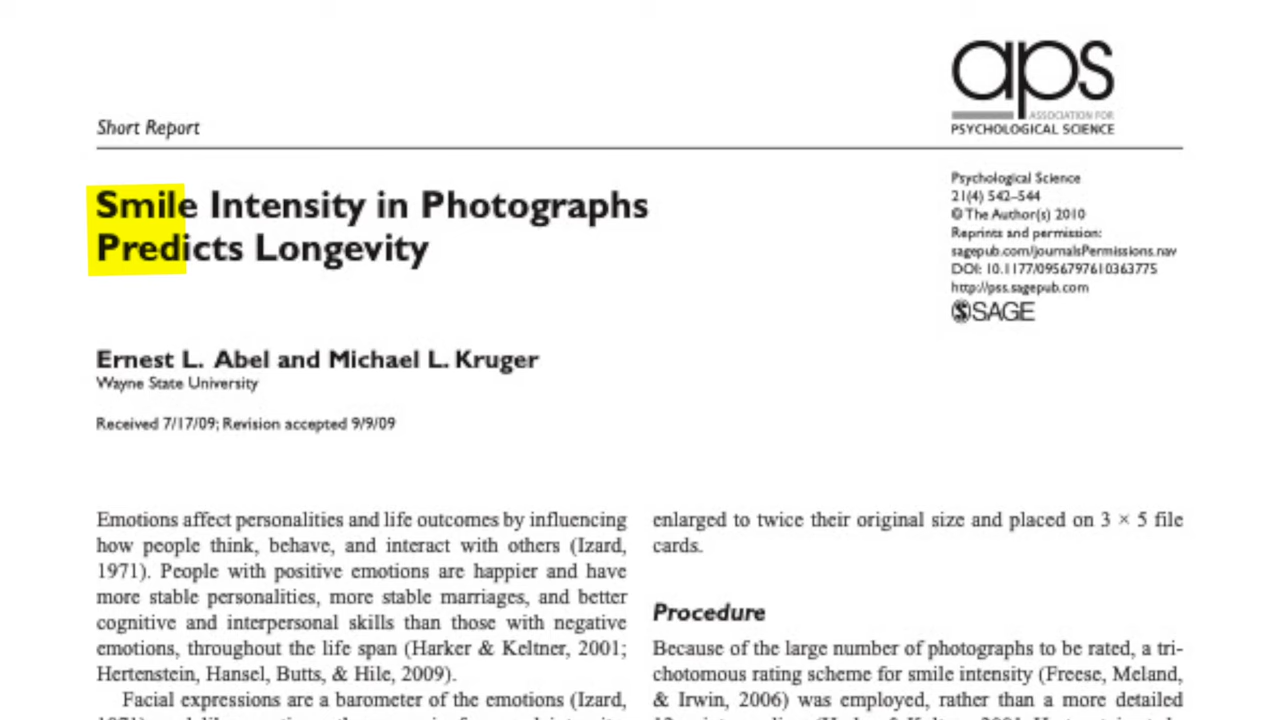 aps
ASSOCIATION FOR
PSYCHOLOGICAL SCIENCE
Short Report
Smile Intensity in Photographs
Predicts Longevity
Psychological Science
21(4) 542–544
© The Author(s) 2010
Reprints and permission:
sagepub.com/journalsPermissions.nav
DOI: 10.1177/0956797610363775
http://pss.sagepub.com
SAGE
Ernest L. Abel and Michael L. Kruger
Wayne State University
Received 7/17/09; Revision accepted 9/9/09
Emotions affect personalities and life outcomes by influencing
how people think, behave, and interact with others (Izard,
1971). People with positive emotions are happier and have
more stable personalities, more stable marriages, and better
cognitive and interpersonal skills than those with negative
emotions, throughout the life span (Harker & Keltner, 2001;
Hertenstein, Hansel, Butts, & Hile, 2009).
Facial expressions are a barometer of the emotions (Izard,
enlarged to twice their original size and placed on 3 × 5 file
cards.
Procedure
Because of the large number of photographs to be rated, a tri-
chotomous rating scheme for smile intensity (Freese, Meland,
& Irwin, 2006) was employed, rather than a more detailed